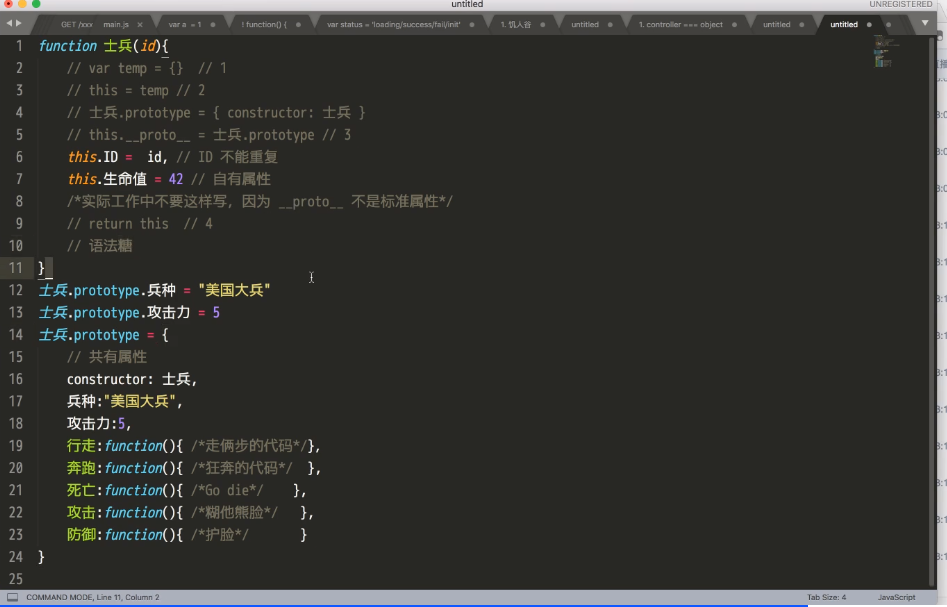 untitled
UNREGISTERED
GET /xxx main.js × var a = 1 ! function() { var status = 'loading/success/fail/init' 1. 饥人谷 untitled 1. controller === object untitled untitled
1 function 士兵(id){
2 // var temp = {} // 1
3 // this = temp // 2
4 // 士兵.prototype = { constructor: 士兵 }
5 // this.__proto__ = 士兵.prototype // 3
6 this.ID = id, // ID 不能重复
7 this.生命值 = 42 // 自有属性
8 /*实际工作中不要这样写，因为 __proto__ 不是标准属性*/
9 // return this // 4
10 // 语法糖
11 }
12 士兵.prototype.兵种 = "美国大兵"
13 士兵.prototype.攻击力 = 5
14 士兵.prototype = {
15 // 共有属性
16 constructor: 士兵,
17 兵种:"美国大兵",
18 攻击力:5,
19 行走:function(){ /*走俩步的代码*/},
20 奔跑:function(){ /*狂奔的代码*/ },
21 死亡:function(){ /*Go die*/ },
22 攻击:function(){ /*糊他熊脸*/ },
23 防御:function(){ /*护脸*/ }
24 }
25
COMMAND MODE, Line 11, Column 2
Tab Size: 4
JavaScript